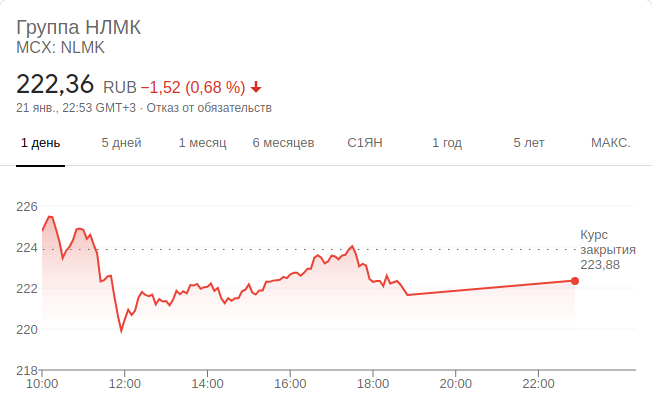 Группа НЛМК
MCX: NLMK
222,36 RUB −1,52 (0,68 %)
21 янв., 22:53 GMT+3 · Отказ от обязательств
1 день 5 дней 1 месяц 6 месяцев С1ЯН 1 год 5 лет МАКС.
226
224
222
220
218
Курс
закрытия
223,88
10:00 12:00 14:00 16:00 18:00 20:00 22:00